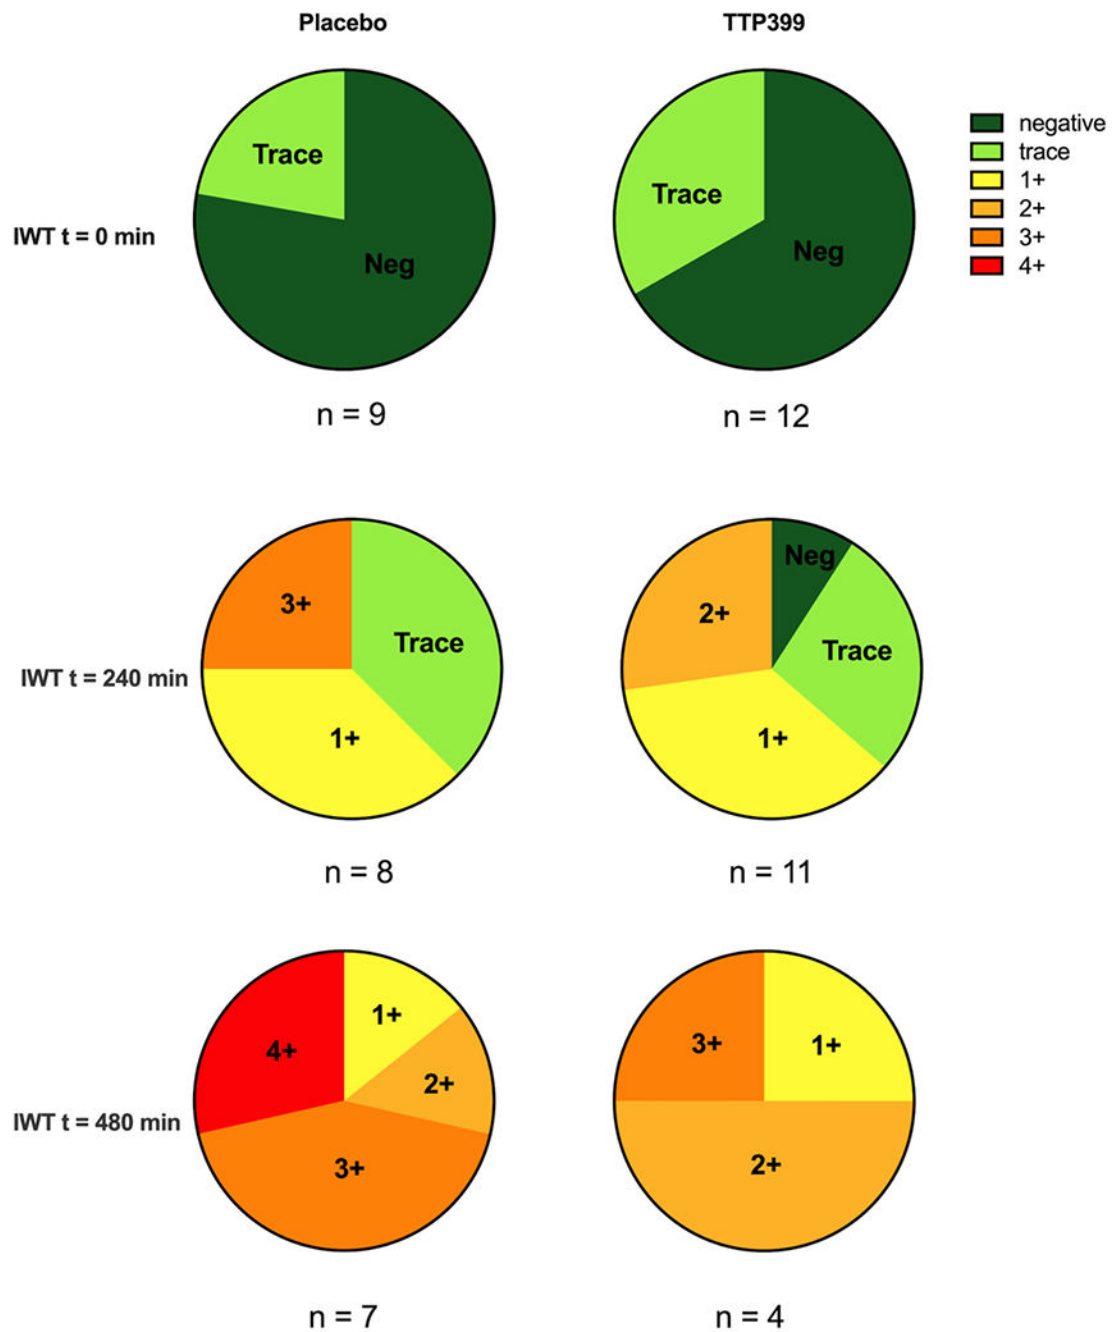 Placebo
TTP399
negative
trace
1+
2+
3+
4+
Trace
Neg
Trace
Neg
IWT t = 0 min
n = 9
n = 12
3+
Trace
1+
Neg
2+
Trace
1+
IWT t = 240 min
n = 8
n = 11
4+
1+
2+
3+
3+
1+
2+
IWT t = 480 min
n = 7
n = 4